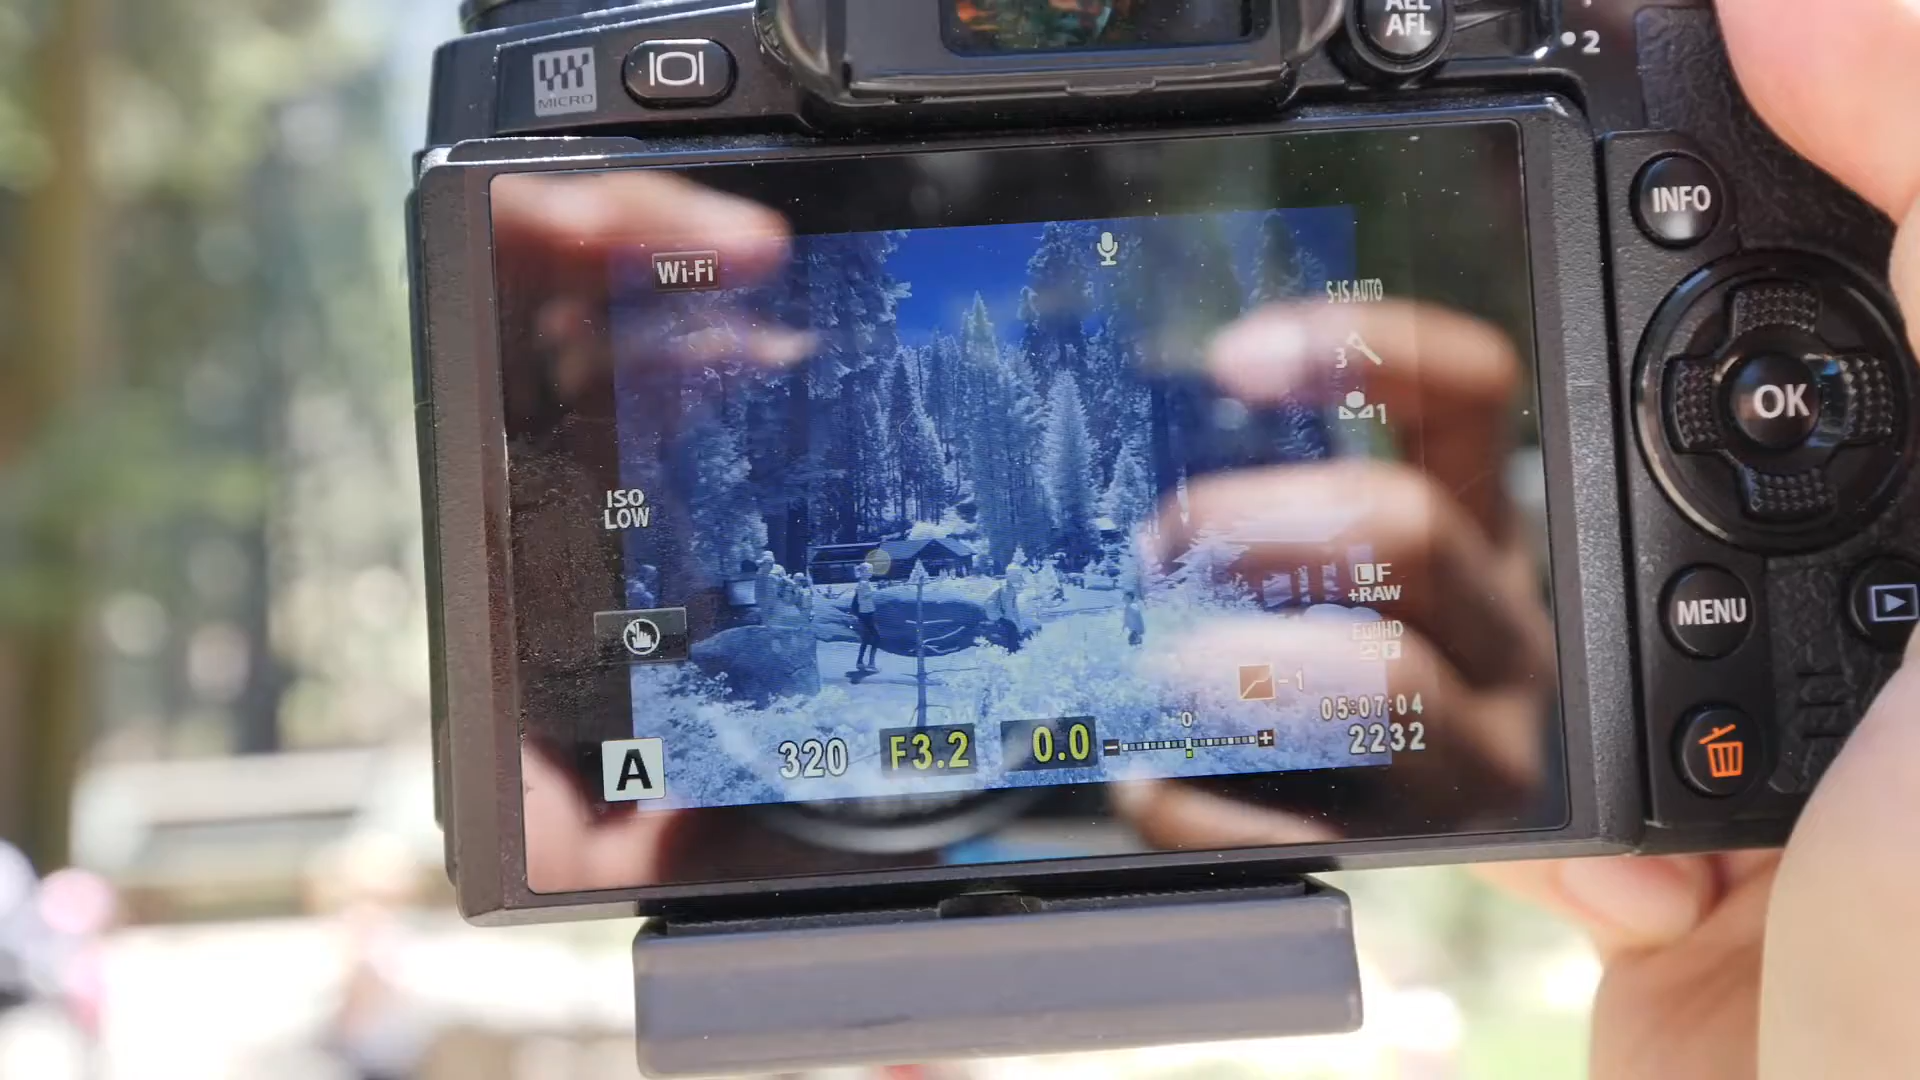 MICRO
AEL
AFL
2
INFO
Wi-Fi
S-IS AUTO
3
1
OK
ISO
LOW
LF
+RAW
FullHD
F
MENU
-1
05:07:04
0
A
320
F3.2
0.0
- +
2232